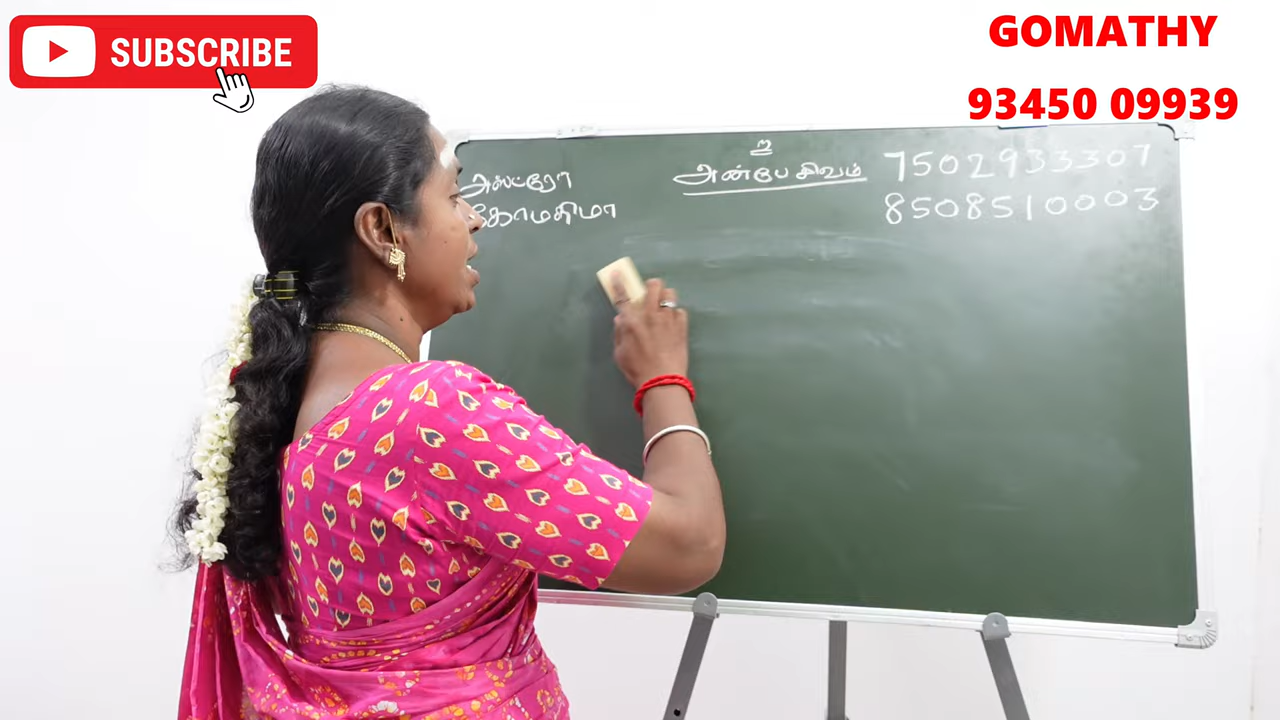 SUBSCRIBE
GOMATHY
93450 09939
உ
அன்பே சிவம்
அஸ்ட்ரோ
கோமதிமா
7502933307
8508510003